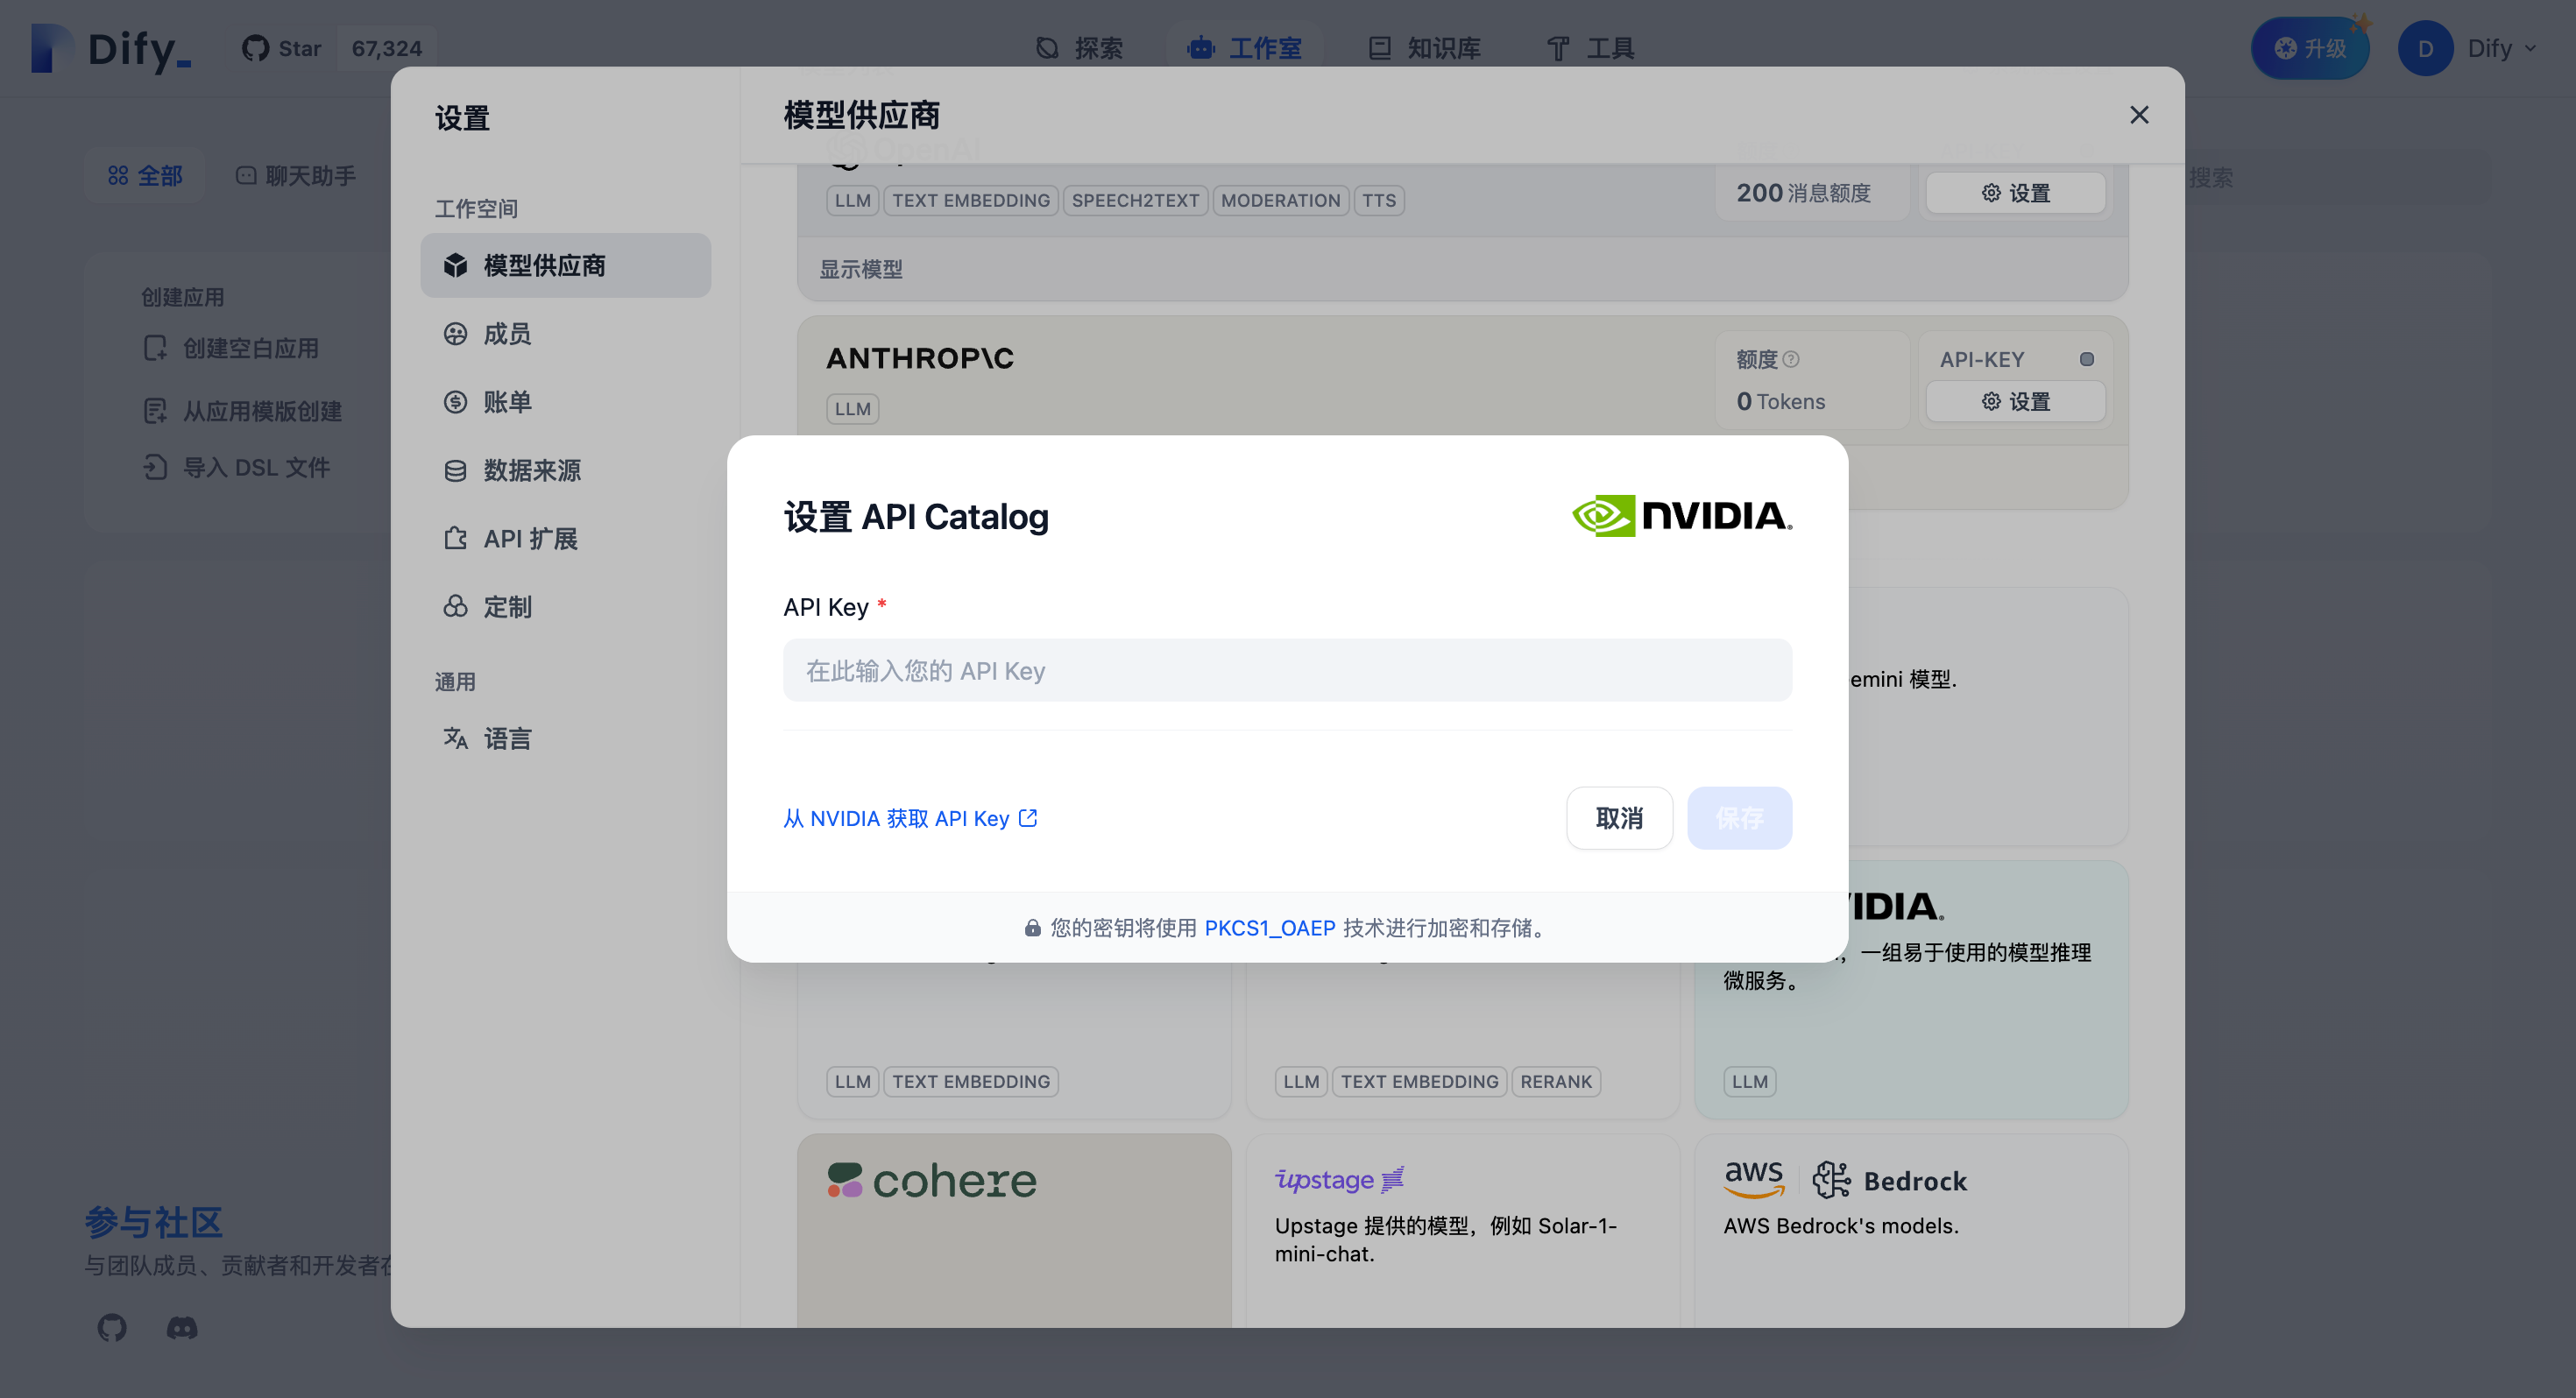 Dify_
Star 67,324
探索
工作室
知识库
工具
升级
D
Dify
全部
聊天助手
搜索
创建应用
创建空白应用
从应用模版创建
导入 DSL 文件
参与社区
与团队成员、贡献者和开发者在
设置
工作空间
模型供应商
成员
账单
数据来源
API 扩展
定制
通用
语言
模型供应商
OpenAI
LLM TEXT EMBEDDING SPEECH2TEXT MODERATION TTS
200 消息额度
设置
显示模型
ANTHROP\C
LLM
额度
0 Tokens
API-KEY
设置
设置 API Catalog
NVIDIA.
API Key *
在此输入您的 API Key
从 NVIDIA 获取 API Key
取消
保存
您的密钥将使用 PKCS1_OAEP 技术进行加密和存储。
emini 模型.
VIDIA.
，一组易于使用的模型推理
微服务。
LLM TEXT EMBEDDING
LLM TEXT EMBEDDING RERANK
LLM
cohere
upstage
Upstage 提供的模型，例如 Solar-1-
mini-chat.
aws Bedrock
AWS Bedrock's models.